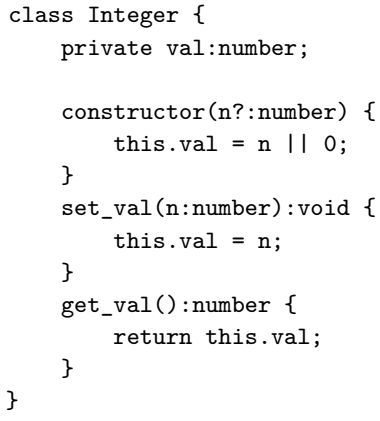 class Integer {
    private val:number;

    constructor(n?:number) {
        this.val = n || 0;
    }
    set_val(n:number):void {
        this.val = n;
    }
    get_val():number {
        return this.val;
    }
}